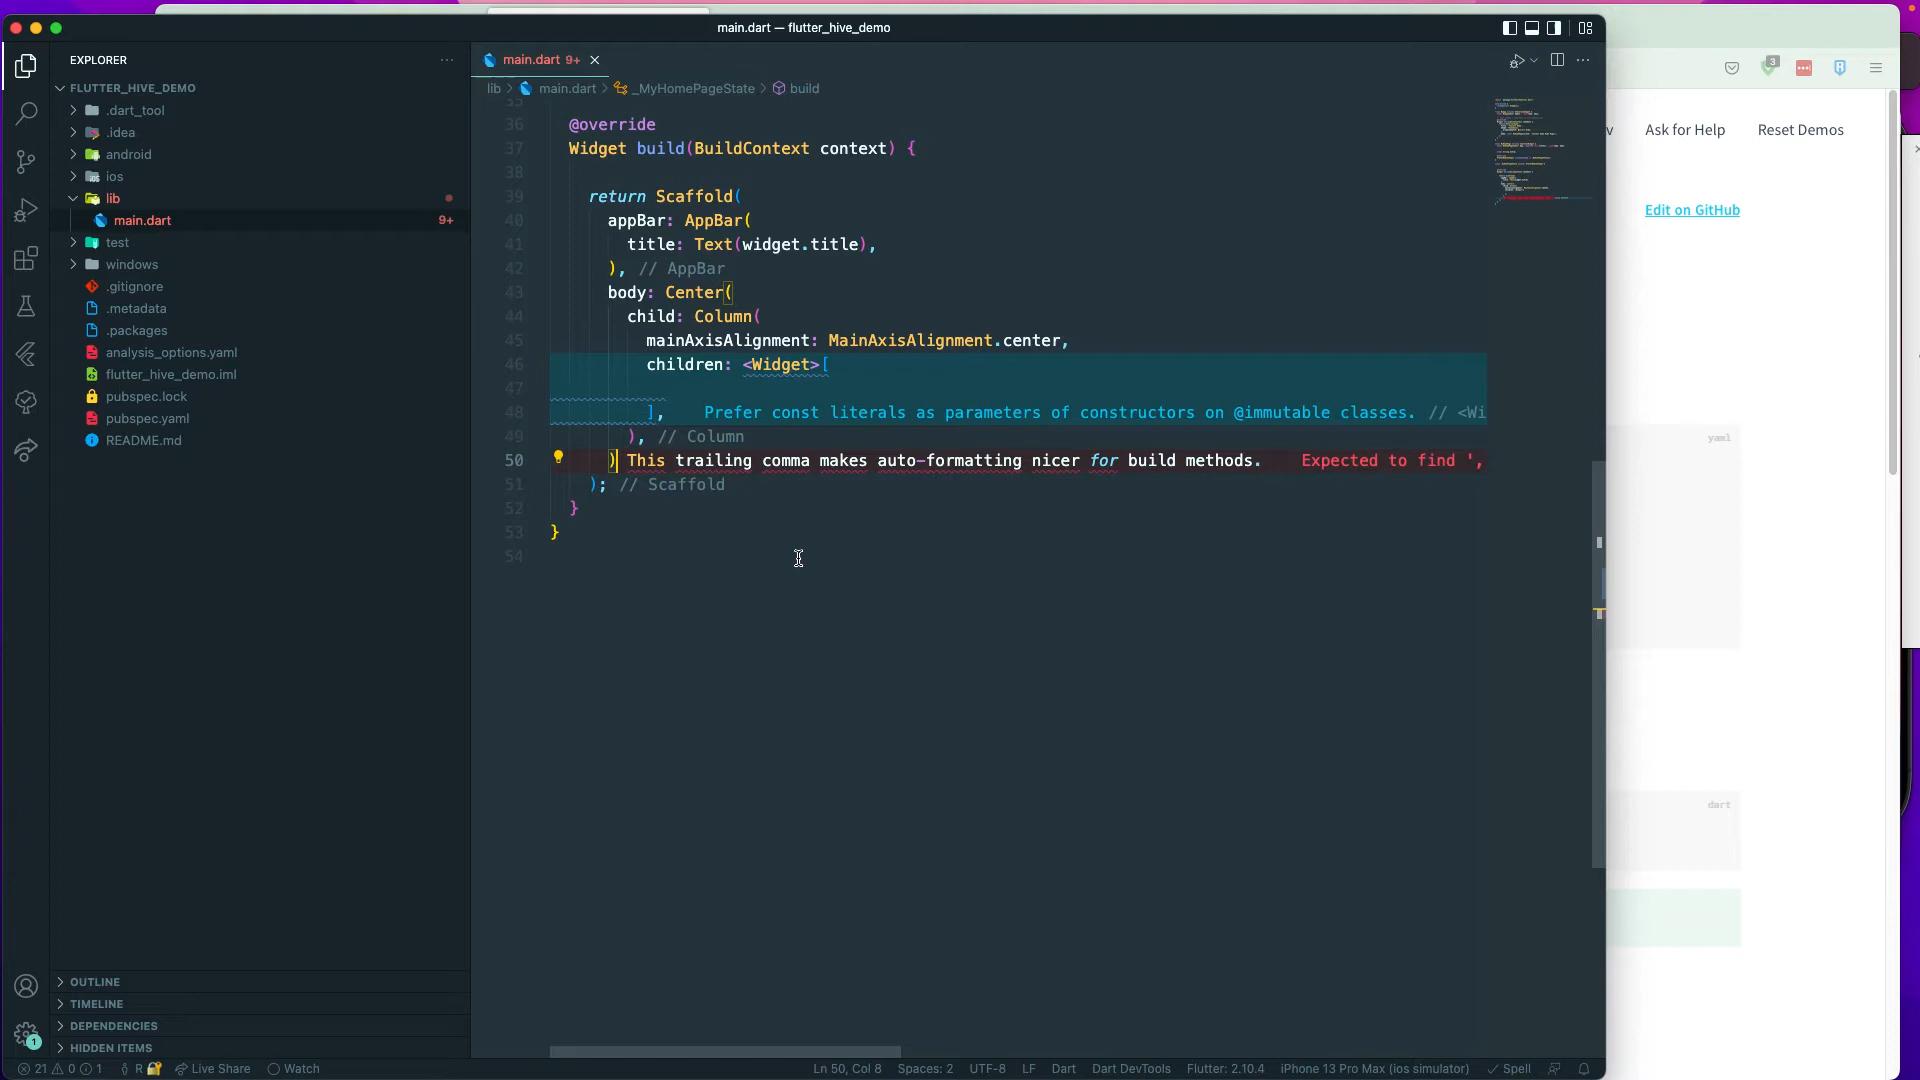 main.dart — flutter_hive_demo
EXPLORER
FLUTTER_HIVE_DEMO
.dart_tool
.idea
android
ios
lib
main.dart 9+
test
windows
.gitignore
.metadata
.packages
analysis_options.yaml
flutter_hive_demo.iml
pubspec.lock
pubspec.yaml
README.md
OUTLINE
TIMELINE
DEPENDENCIES
HIDDEN ITEMS
1
main.dart 9+
lib > main.dart > _MyHomePageState > build
35
36 @override
37 Widget build(BuildContext context) {
38
39 return Scaffold(
40 appBar: AppBar(
41 title: Text(widget.title),
42 ), // AppBar
43 body: Center(
44 child: Column(
45 mainAxisAlignment: MainAxisAlignment.center,
46 children: <Widget>[
47
48 ], Prefer const literals as parameters of constructors on @immutable classes. // <Wi
49 ), // Column
50 ) This trailing comma makes auto-formatting nicer for build methods. Expected to find ',
51 ); // Scaffold
52 }
53 }
54
21 0 1 R Live Share Watch Ln 50, Col 8 Spaces: 2 UTF-8 LF Dart Dart DevTools Flutter: 2.10.4 iPhone 13 Pro Max (ios simulator) Spell
3
v Ask for Help Reset Demos
Edit on GitHub
yaml
dart